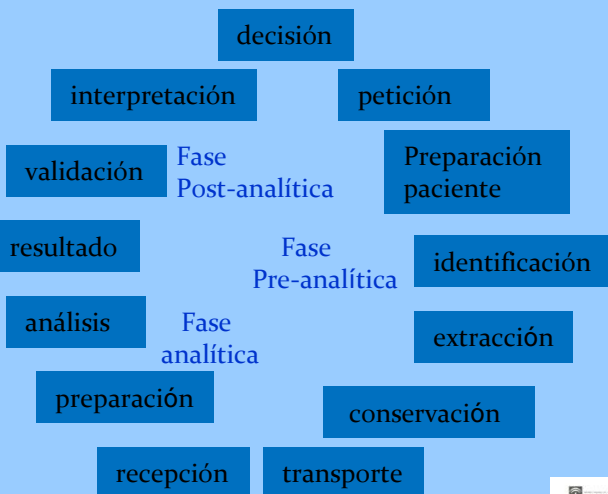 decisión
interpretación
petición
validación
Fase
Post-analítica
Preparación
paciente
resultado
Fase
Pre-analítica
identificación
análisis
Fase
analítica
extracción
preparación
conservación
recepción
transporte